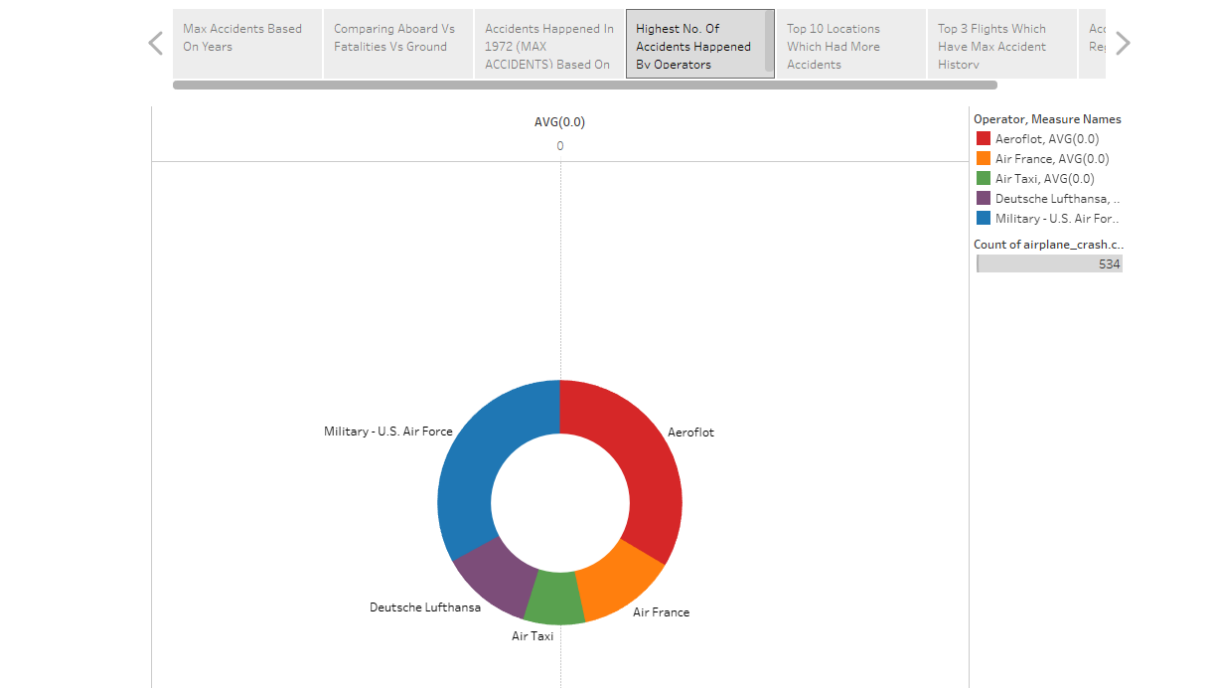 Max Accidents Based
On Years
Comparing Aboard Vs
Fatalities Vs Ground
Accidents Happened In
1972 (MAX
ACCIDENTS) Based On
Highest No. Of
Accidents Happened
By Operators
Top 10 Locations
Which Had More
Accidents
Top 3 Flights Which
Have Max Accident
History
AVG(0.0)
0
Military - U.S. Air Force
Aeroflot
Deutsche Lufthansa
Air Taxi
Air France
Operator, Measure Names
Aeroflot, AVG(0.0)
Air France, AVG(0.0)
Air Taxi, AVG(0.0)
Deutsche Lufthansa, ..
Military - U.S. Air For..
Count of airplane_crash.c..
534